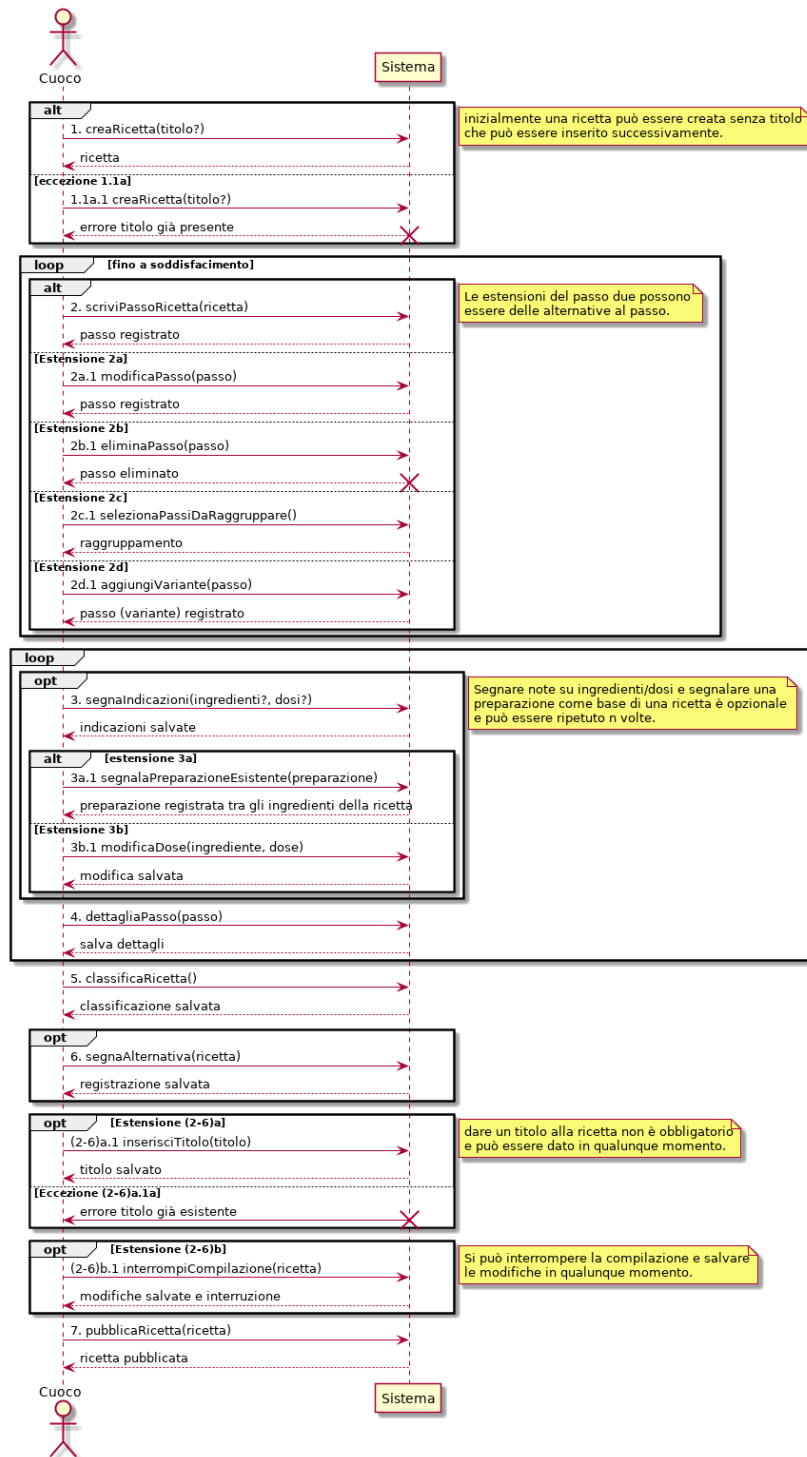 Cuoco
Sistema
alt
inizialmente una ricetta può essere creata senza titolo
che può essere inserito successivamente.
1. creaRicetta(titolo?)
ricetta
[eccezione 1.1a]
1.1a.1 creaRicetta(titolo?)
errore titolo già presente
loop [fino a soddisfacimento]
alt
Le estensioni del passo due possono
essere delle alternative al passo.
2. scriviPassoRicetta(ricetta)
passo registrato
[Estensione 2a]
2a.1 modificaPasso(passo)
passo registrato
[Estensione 2b]
2b.1 eliminaPasso(passo)
passo eliminato
[Estensione 2c]
2c.1 selezionaPassiDaRaggruppare()
raggruppamento
[Estensione 2d]
2d.1 aggiungiVariante(passo)
passo (variante) registrato
loop
opt
Segnare note su ingredienti/dosi e segnalare una
preparazione come base di una ricetta è opzionale
e può essere ripetuto n volte.
3. segnaIndicazioni(ingredienti?, dosi?)
indicazioni salvate
alt [estensione 3a]
3a.1 segnalaPreparazioneEsistente(preparazione)
preparazione registrata tra gli ingredienti della ricetta
[Estensione 3b]
3b.1 modificaDose(ingrediente, dose)
modifica salvata
4. dettagliaPasso(passo)
salva dettagli
5. classificaRicetta()
classificazione salvata
opt
6. segnaAlternativa(ricetta)
registrazione salvata
opt [Estensione (2-6)a]
dare un titolo alla ricetta non è obbligatorio
e può essere dato in qualunque momento.
(2-6)a.1 inserisciTitolo(titolo)
titolo salvato
[Eccezione (2-6)a.1a]
errore titolo già esistente
opt [Estensione (2-6)b]
Si può interrompere la compilazione e salvare
le modifiche in qualunque momento.
(2-6)b.1 interrompiCompilazione(ricetta)
modifiche salvate e interruzione
7. pubblicaRicetta(ricetta)
ricetta pubblicata
Cuoco
Sistema